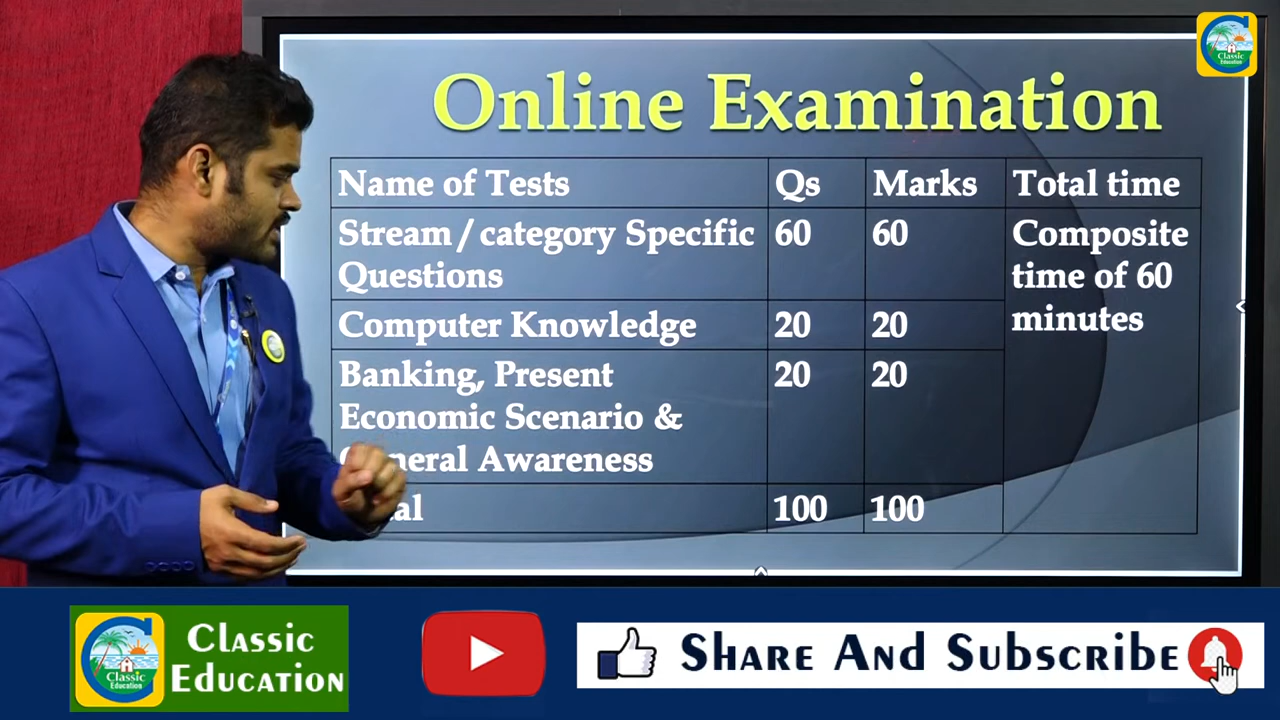 Classic
Education
Online Examination
Name of Tests Qs Marks Total time
Stream / category Specific Questions 60 60 Composite time of 60 minutes
Computer Knowledge 20 20
Banking, Present
Economic Scenario &
Awareness
20 20
100 100
Classic
Education
CLASSIC
EDUCATION
SHARE AND SUBSCRIBE